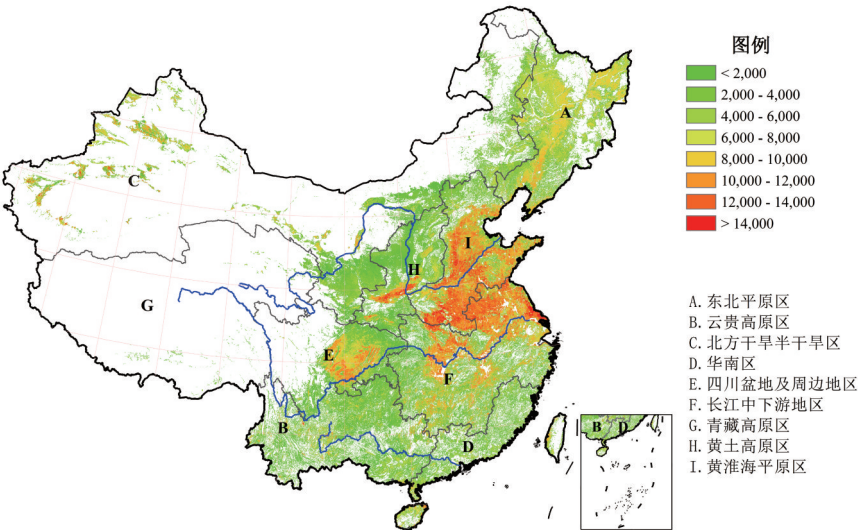 图例
< 2,000
2,000 - 4,000
4,000 - 6,000
6,000 - 8,000
8,000 - 10,000
10,000 - 12,000
12,000 - 14,000
> 14,000
A
I
C
H
G
E
F
B
D
B D
A.东北平原区
B.云贵高原区
C.北方干旱半干旱区
D.华南区
E.四川盆地及周边地区
F.长江中下游地区
G.青藏高原区
H.黄土高原区
I.黄淮海平原区